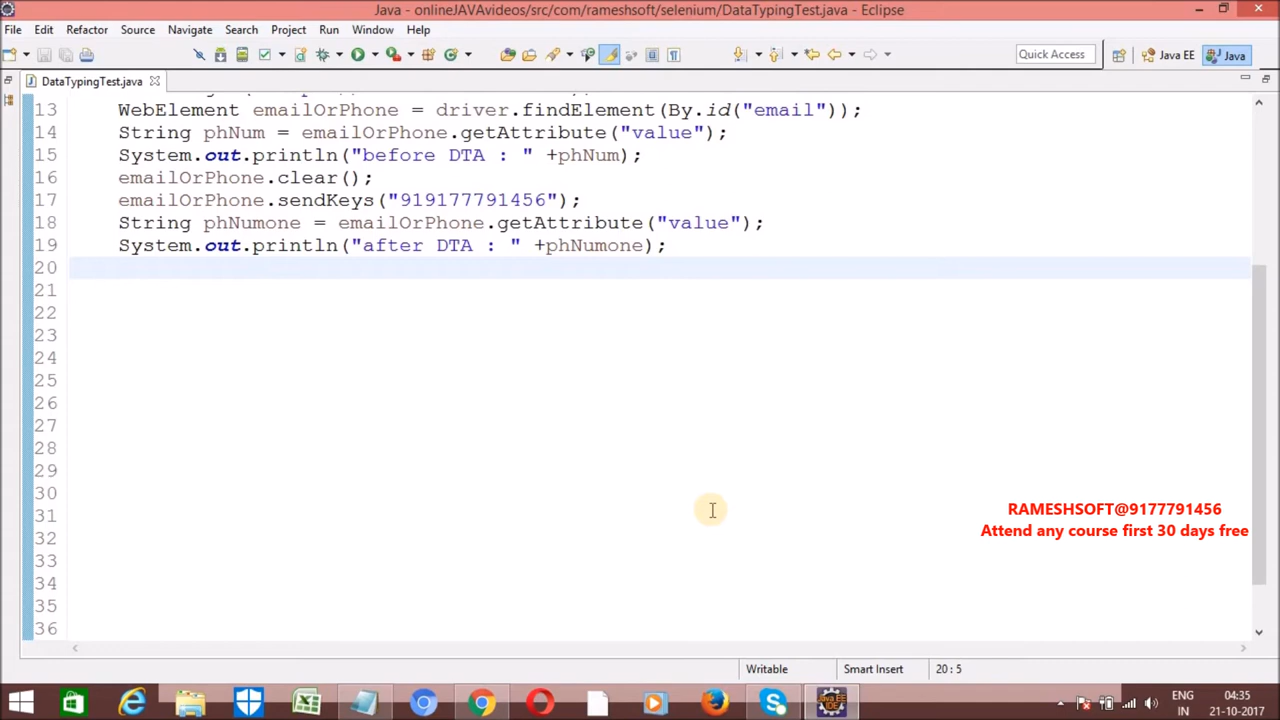 Java - onlineJAVAvideos/src/com/rameshsoft/selenium/DataTypingTest.java - Eclipse
File Edit Refactor Source Navigate Search Project Run Window Help
Quick Access Java EE Java
DataTypingTest.java
13 WebElement emailOrPhone = driver.findElement(By.id("email"));
14 String phNum = emailOrPhone.getAttribute("value");
15 System.out.println("before DTA : " +phNum);
16 emailOrPhone.clear();
17 emailOrPhone.sendKeys("919177791456");
18 String phNumone = emailOrPhone.getAttribute("value");
19 System.out.println("after DTA : " +phNumone);
20
21
22
23
24
25
26
27
28
29
30
31
32
33
34
35
36
RAMESHSOFT@9177791456
Attend any course first 30 days free
Writable Smart Insert 20 : 5
Java EE
IDE
ENG 04:35
IN 21-10-2017